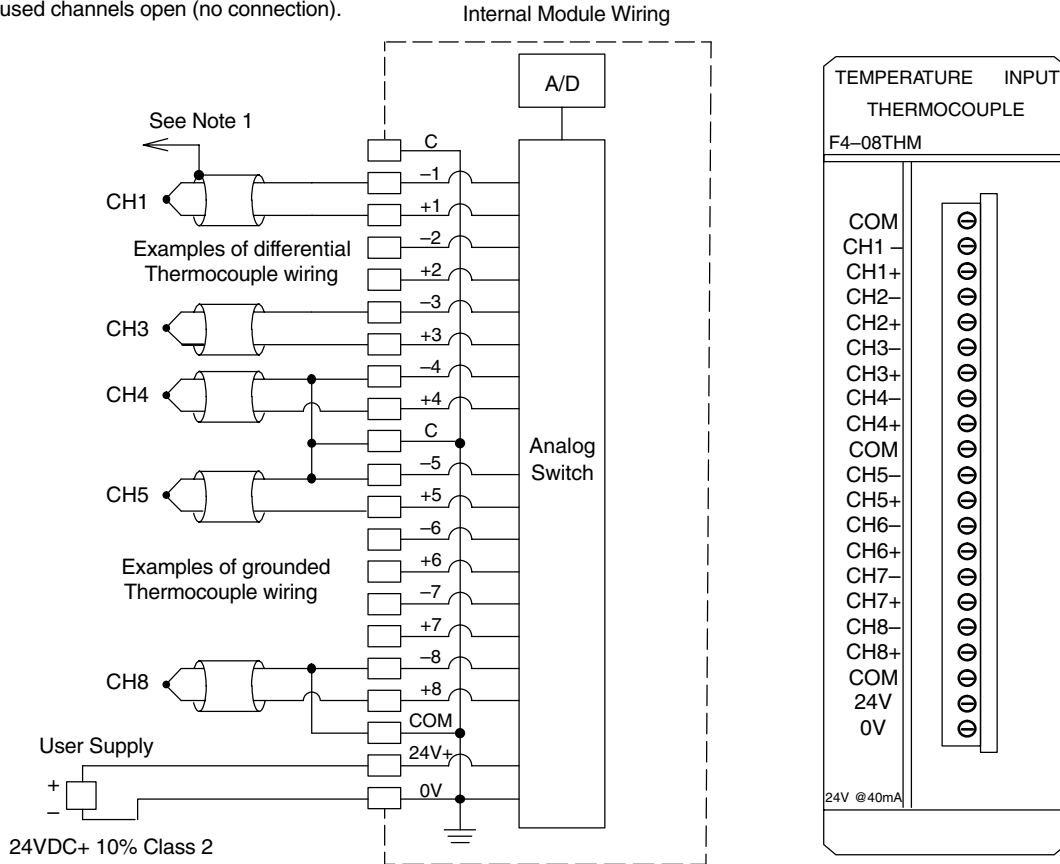 used channels open (no connection).
Internal Module Wiring
A/D
See Note 1
CH1
Examples of differential
Thermocouple wiring
CH3
CH4
CH5
Examples of grounded
Thermocouple wiring
CH8
User Supply
+
–
24VDC+ 10% Class 2
C
–1
+1
–2
+2
–3
+3
–4
+4
C
–5
+5
–6
+6
–7
+7
–8
+8
COM
24V+
0V
Analog
Switch
TEMPERATURE INPUT
THERMOCOUPLE
F4–08THM
COM
CH1 –
CH1+
CH2–
CH2+
CH3–
CH3+
CH4–
CH4+
COM
CH5–
CH5+
CH6–
CH6+
CH7–
CH7+
CH8–
CH8+
COM
24V
0V
24V @40mA